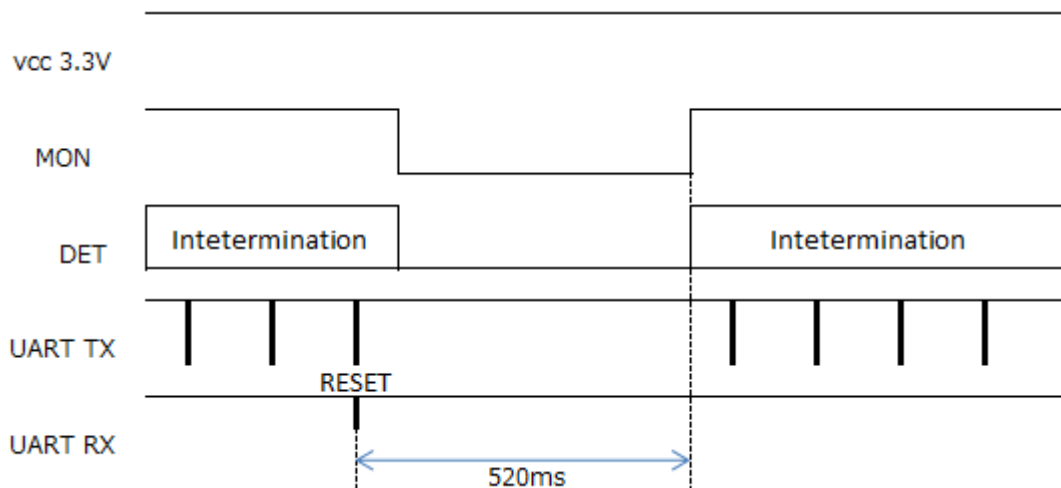 vcc 3.3V
MON
DET
Intetermination
Intetermination
UART TX
RESET
UART RX
520ms